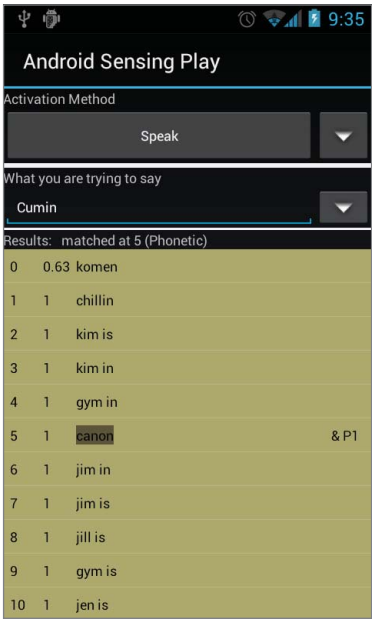 9:35
Android Sensing Play
Activation Method
Speak
What you are trying to say
Cumin
Results: matched at 5 (Phonetic)
0 0.63 komen
1 1 chillin
2 1 kim is
3 1 kim in
4 1 gym in
5 1 canon & P1
6 1 jim in
7 1 jim is
8 1 jill is
9 1 gym is
10 1 jen is